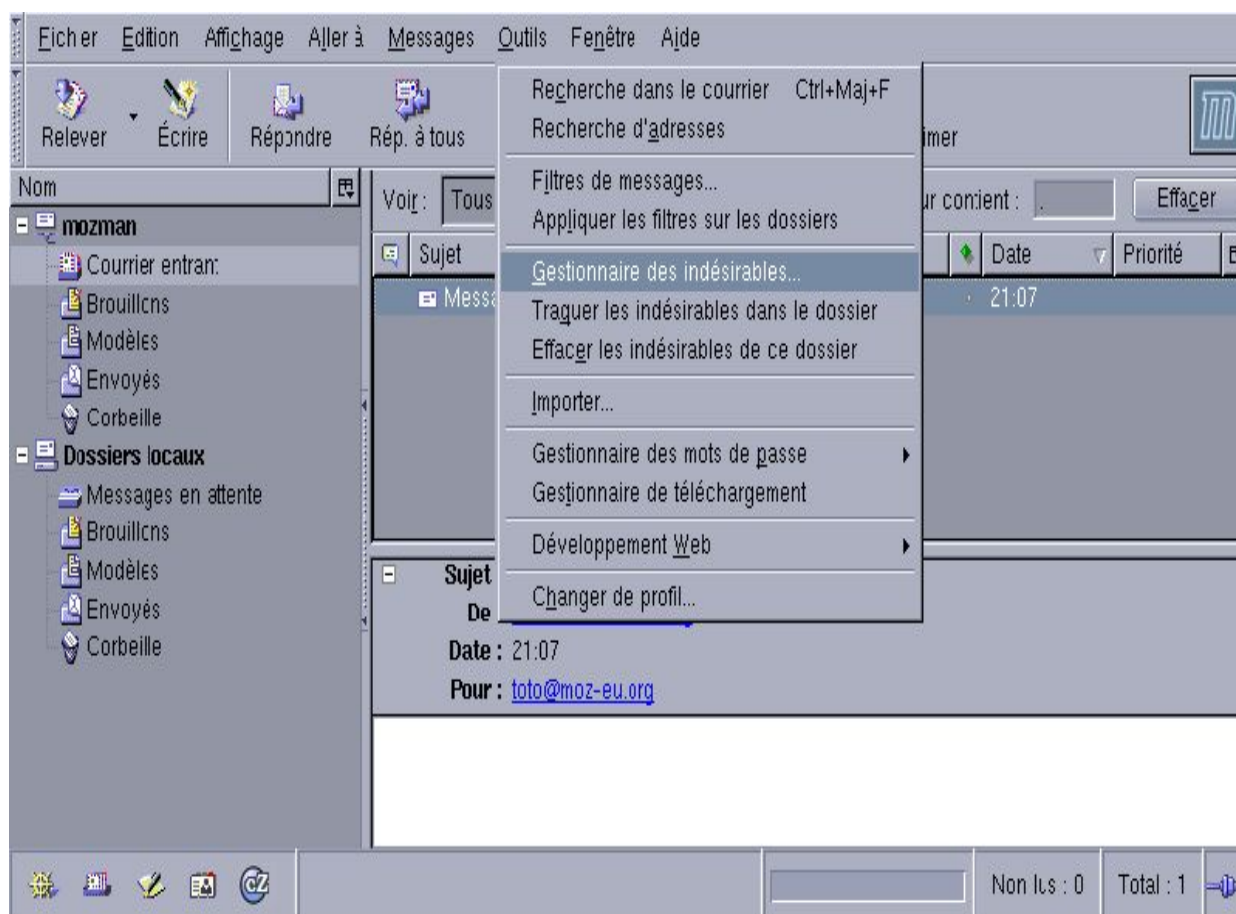 Fichier Edition Affichage Aller à Messages Outils Fenêtre Aide
Relever Écrire Répondre Rép. à tous imer
Recherche dans le courrier Ctrl+Maj+F
Recherche d'adresses
Filtres de messages...
Appliquer les filtres sur les dossiers
Gestionnaire des indésirables...
Traquer les indésirables dans le dossier
Effacer les indésirables de ce dossier
Importer...
Gestionnaire des mots de passe
Gestionnaire de téléchargement
Développement Web
Changer de profil...
Nom
mozman
Courrier entrant
Brouillons
Modèles
Envoyés
Corbeille
Dossiers locaux
Messages en attente
Brouillons
Modèles
Envoyés
Corbeille
Voir : Tous ur contient : Effacer
Sujet Date Priorité
Messa 21:07
Sujet
De
Date : 21:07
Pour : toto@moz-eu.org
Non lus : 0 Total : 1